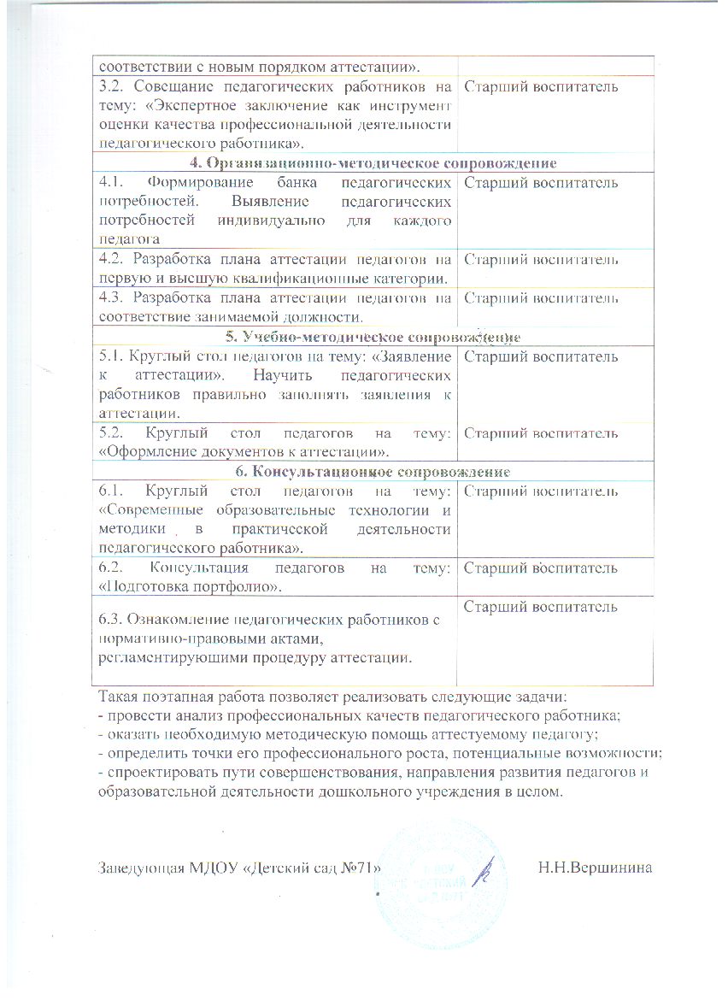 соответствии с новым порядком аттестации».
3.2. Совещание педагогических работников на
тему: «Экспертное заключение как инструмент
оценки качества профессиональной деятельности
педагогического работника».
Старший воспитатель
4. Организационно-методическое сопровождение
4.1. Формирование банка педагогических
потребностей. Выявление педагогических
потребностей индивидуально для каждого
педагога
Старший воспитатель
4.2. Разработка плана аттестации педагогов на
первую и высшую квалификационные категории.
Старший воспитатель
4.3. Разработка плана аттестации педагогов на
соответствие занимаемой должности.
Старший воспитатель
5. Учебно-методическое сопровождение
5.1. Круглый стол педагогов на тему: «Заявление
к аттестации». Научить педагогических
работников правильно заполнять заявления к
аттестации.
Старший воспитатель
5.2. Круглый стол педагогов на тему:
«Оформление документов к аттестации».
Старший воспитатель
6. Консультационное сопровождение
6.1. Круглый стол педагогов на тему:
«Современные образовательные технологии и
методики в практической деятельности
педагогического работника».
Старший воспитатель
6.2. Консультация педагогов на тему:
«Подготовка портфолио».
Старший воспитатель
6.3. Ознакомление педагогических работников с
нормативно-правовыми актами,
регламентирующими процедуру аттестации.
Старший воспитатель
Такая поэтапная работа позволяет реализовать следующие задачи:
- провести анализ профессиональных качеств педагогического работника;
- оказать необходимую методическую помощь аттестуемому педагогу;
- определить точки его профессионального роста, потенциальные возможности;
- спроектировать пути совершенствования, направления развития педагогов и
образовательной деятельности дошкольного учреждения в целом.
Заведующая МДОУ «Детский сад №71» Н.Н.Вершинина